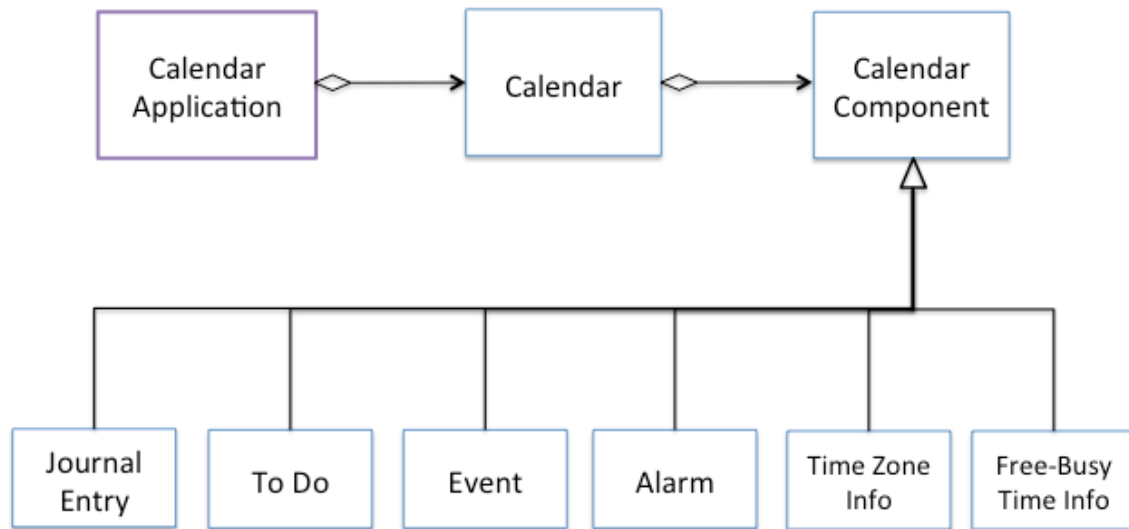 Calendar
Application
Calendar
Calendar
Component
Journal
Entry
To Do
Event
Alarm
Time Zone
Info
Free-Busy
Time Info